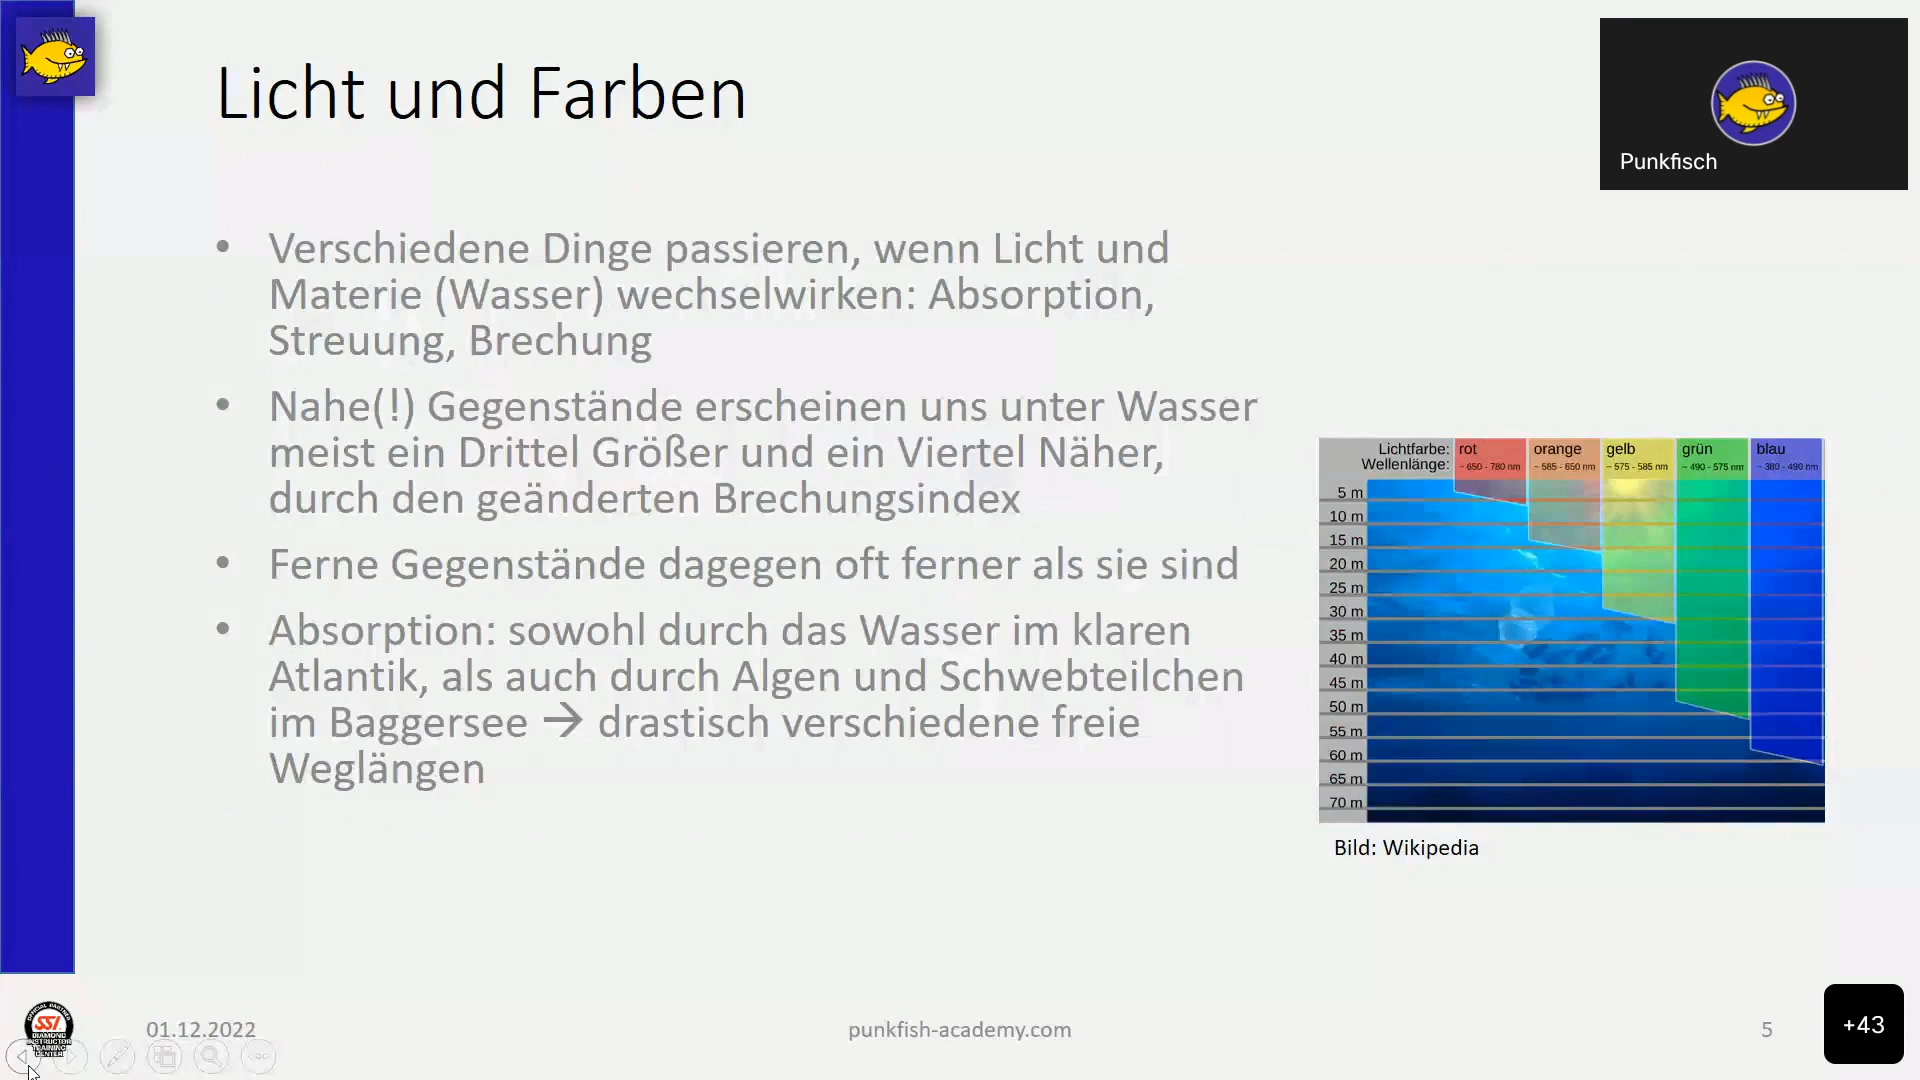 Licht und Farben
Punkfisch
• Verschiedene Dinge passieren, wenn Licht und
Materie (Wasser) wechselwirken: Absorption,
Streuung, Brechung
• Nahe(!) Gegenstände erscheinen uns unter Wasser
meist ein Drittel Größer und ein Viertel Näher,
durch den geänderten Brechungsindex
• Ferne Gegenstände dagegen oft ferner als sie sind
• Absorption: sowohl durch das Wasser im klaren
Atlantik, als auch durch Algen und Schwebteilchen
im Baggersee → drastisch verschiedene freie
Weglängen
Lichtfarbe: rot orange gelb grün blau
Wellenlänge: ~ 650 - 780 nm ~ 585 - 650 nm ~ 575 - 585 nm ~ 490 - 575 nm ~ 380 - 490 nm
5 m
10 m
15 m
20 m
25 m
30 m
35 m
40 m
45 m
50 m
55 m
60 m
65 m
70 m
Bild: Wikipedia
SSI
DIAMOND
INSTRUCTOR
TRAINING
CENTER
01.12.2022
punkfish-academy.com
5
+43